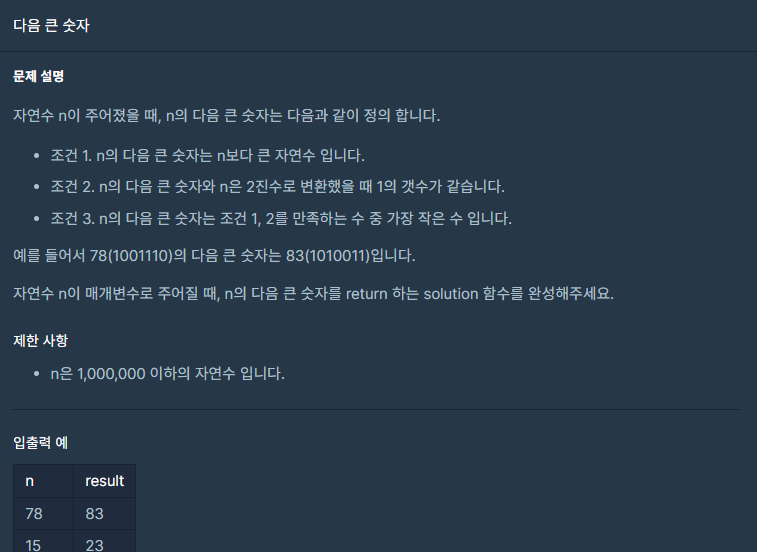 다음 큰 숫자
문제 설명
자연수 n이 주어졌을 때, n의 다음 큰 숫자는 다음과 같이 정의 합니다.
• 조건 1. n의 다음 큰 숫자는 n보다 큰 자연수 입니다.
• 조건 2. n의 다음 큰 숫자와 n은 2진수로 변환했을 때 1의 갯수가 같습니다.
• 조건 3. n의 다음 큰 숫자는 조건 1, 2를 만족하는 수 중 가장 작은 수 입니다.
예를 들어서 78(1001110)의 다음 큰 숫자는 83(1010011)입니다.
자연수 n이 매개변수로 주어질 때, n의 다음 큰 숫자를 return 하는 solution 함수를 완성해주세요.
제한 사항
• n은 1,000,000 이하의 자연수 입니다.
입출력 예
n result
78 83
15 23